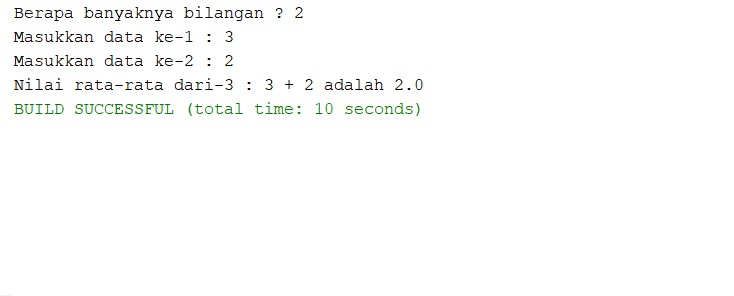 Berapa banyaknya bilangan ? 2
Masukkan data ke-1 : 3
Masukkan data ke-2 : 2
Nilai rata-rata dari-3 : 3 + 2 adalah 2.0
BUILD SUCCESSFUL (total time: 10 seconds)